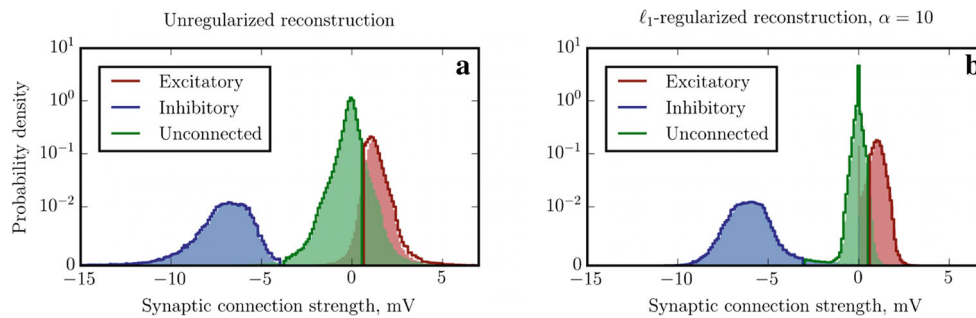 Unregularized reconstruction
a
Excitatory
Inhibitory
Unconnected
Probability density
10^1
10^0
10^−1
10^−2
0
−15
−10
−5
0
5
Synaptic connection strength, mV
ℓ1-regularized reconstruction, α = 10
b
Excitatory
Inhibitory
Unconnected
10^1
10^0
10^−1
10^−2
0
−15
−10
−5
0
5
Synaptic connection strength, mV